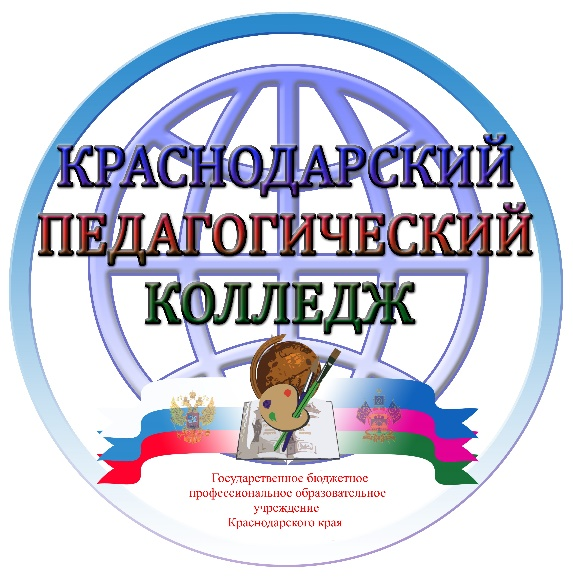 КРАСНОДАРСКИЙ
ПЕДАГОГИЧЕСКИЙ
КОЛЛЕДЖ
Государственное бюджетное
профессиональное образовательное
учреждение
Краснодарского края